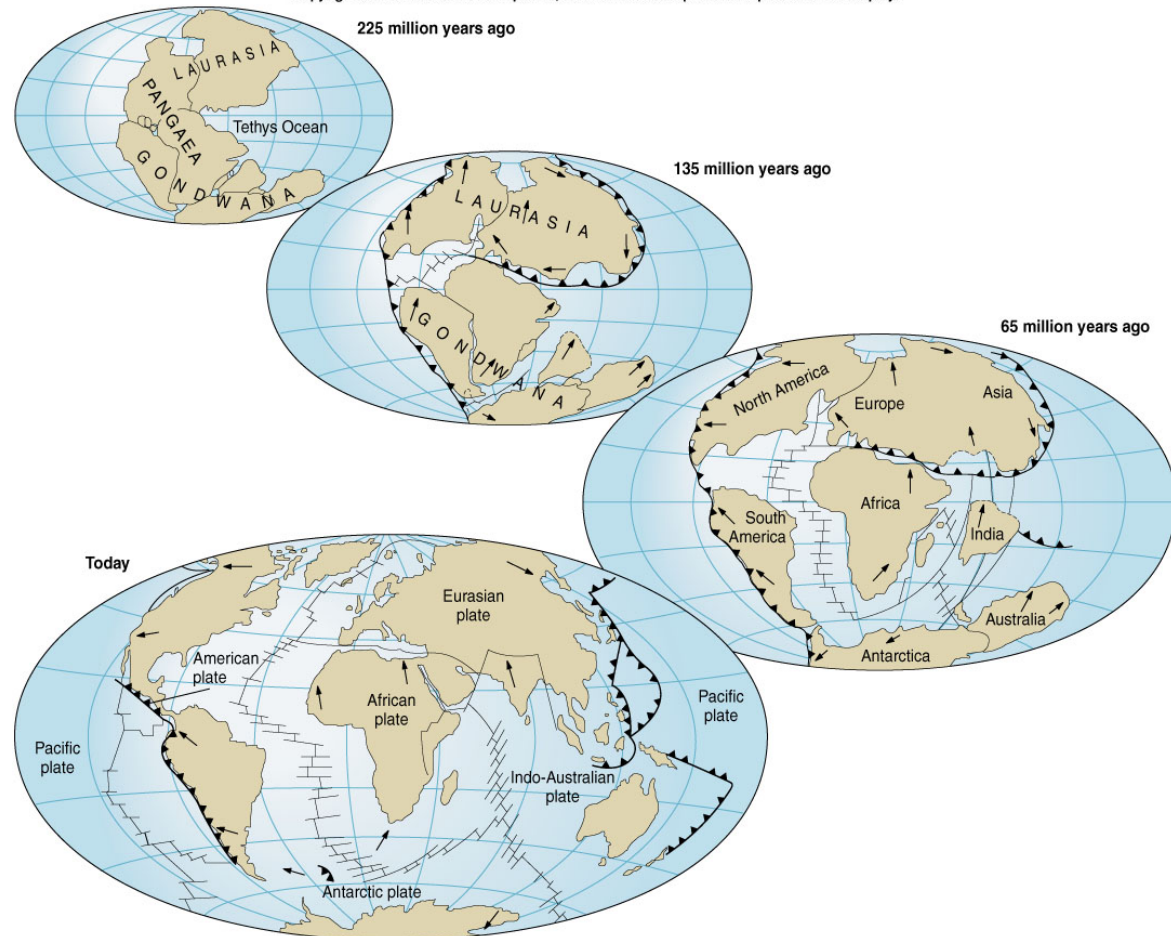 225 million years ago
LAURASIA
PANGAEA
Tethys Ocean
GONDWANA
135 million years ago
LAURASIA
GONDWANA
65 million years ago
North America
Europe
Asia
Africa
South
America
India
Australia
Antarctica
Today
Eurasian
plate
American
plate
African
plate
Pacific
plate
Pacific
plate
Indo-Australian
plate
Antarctic plate